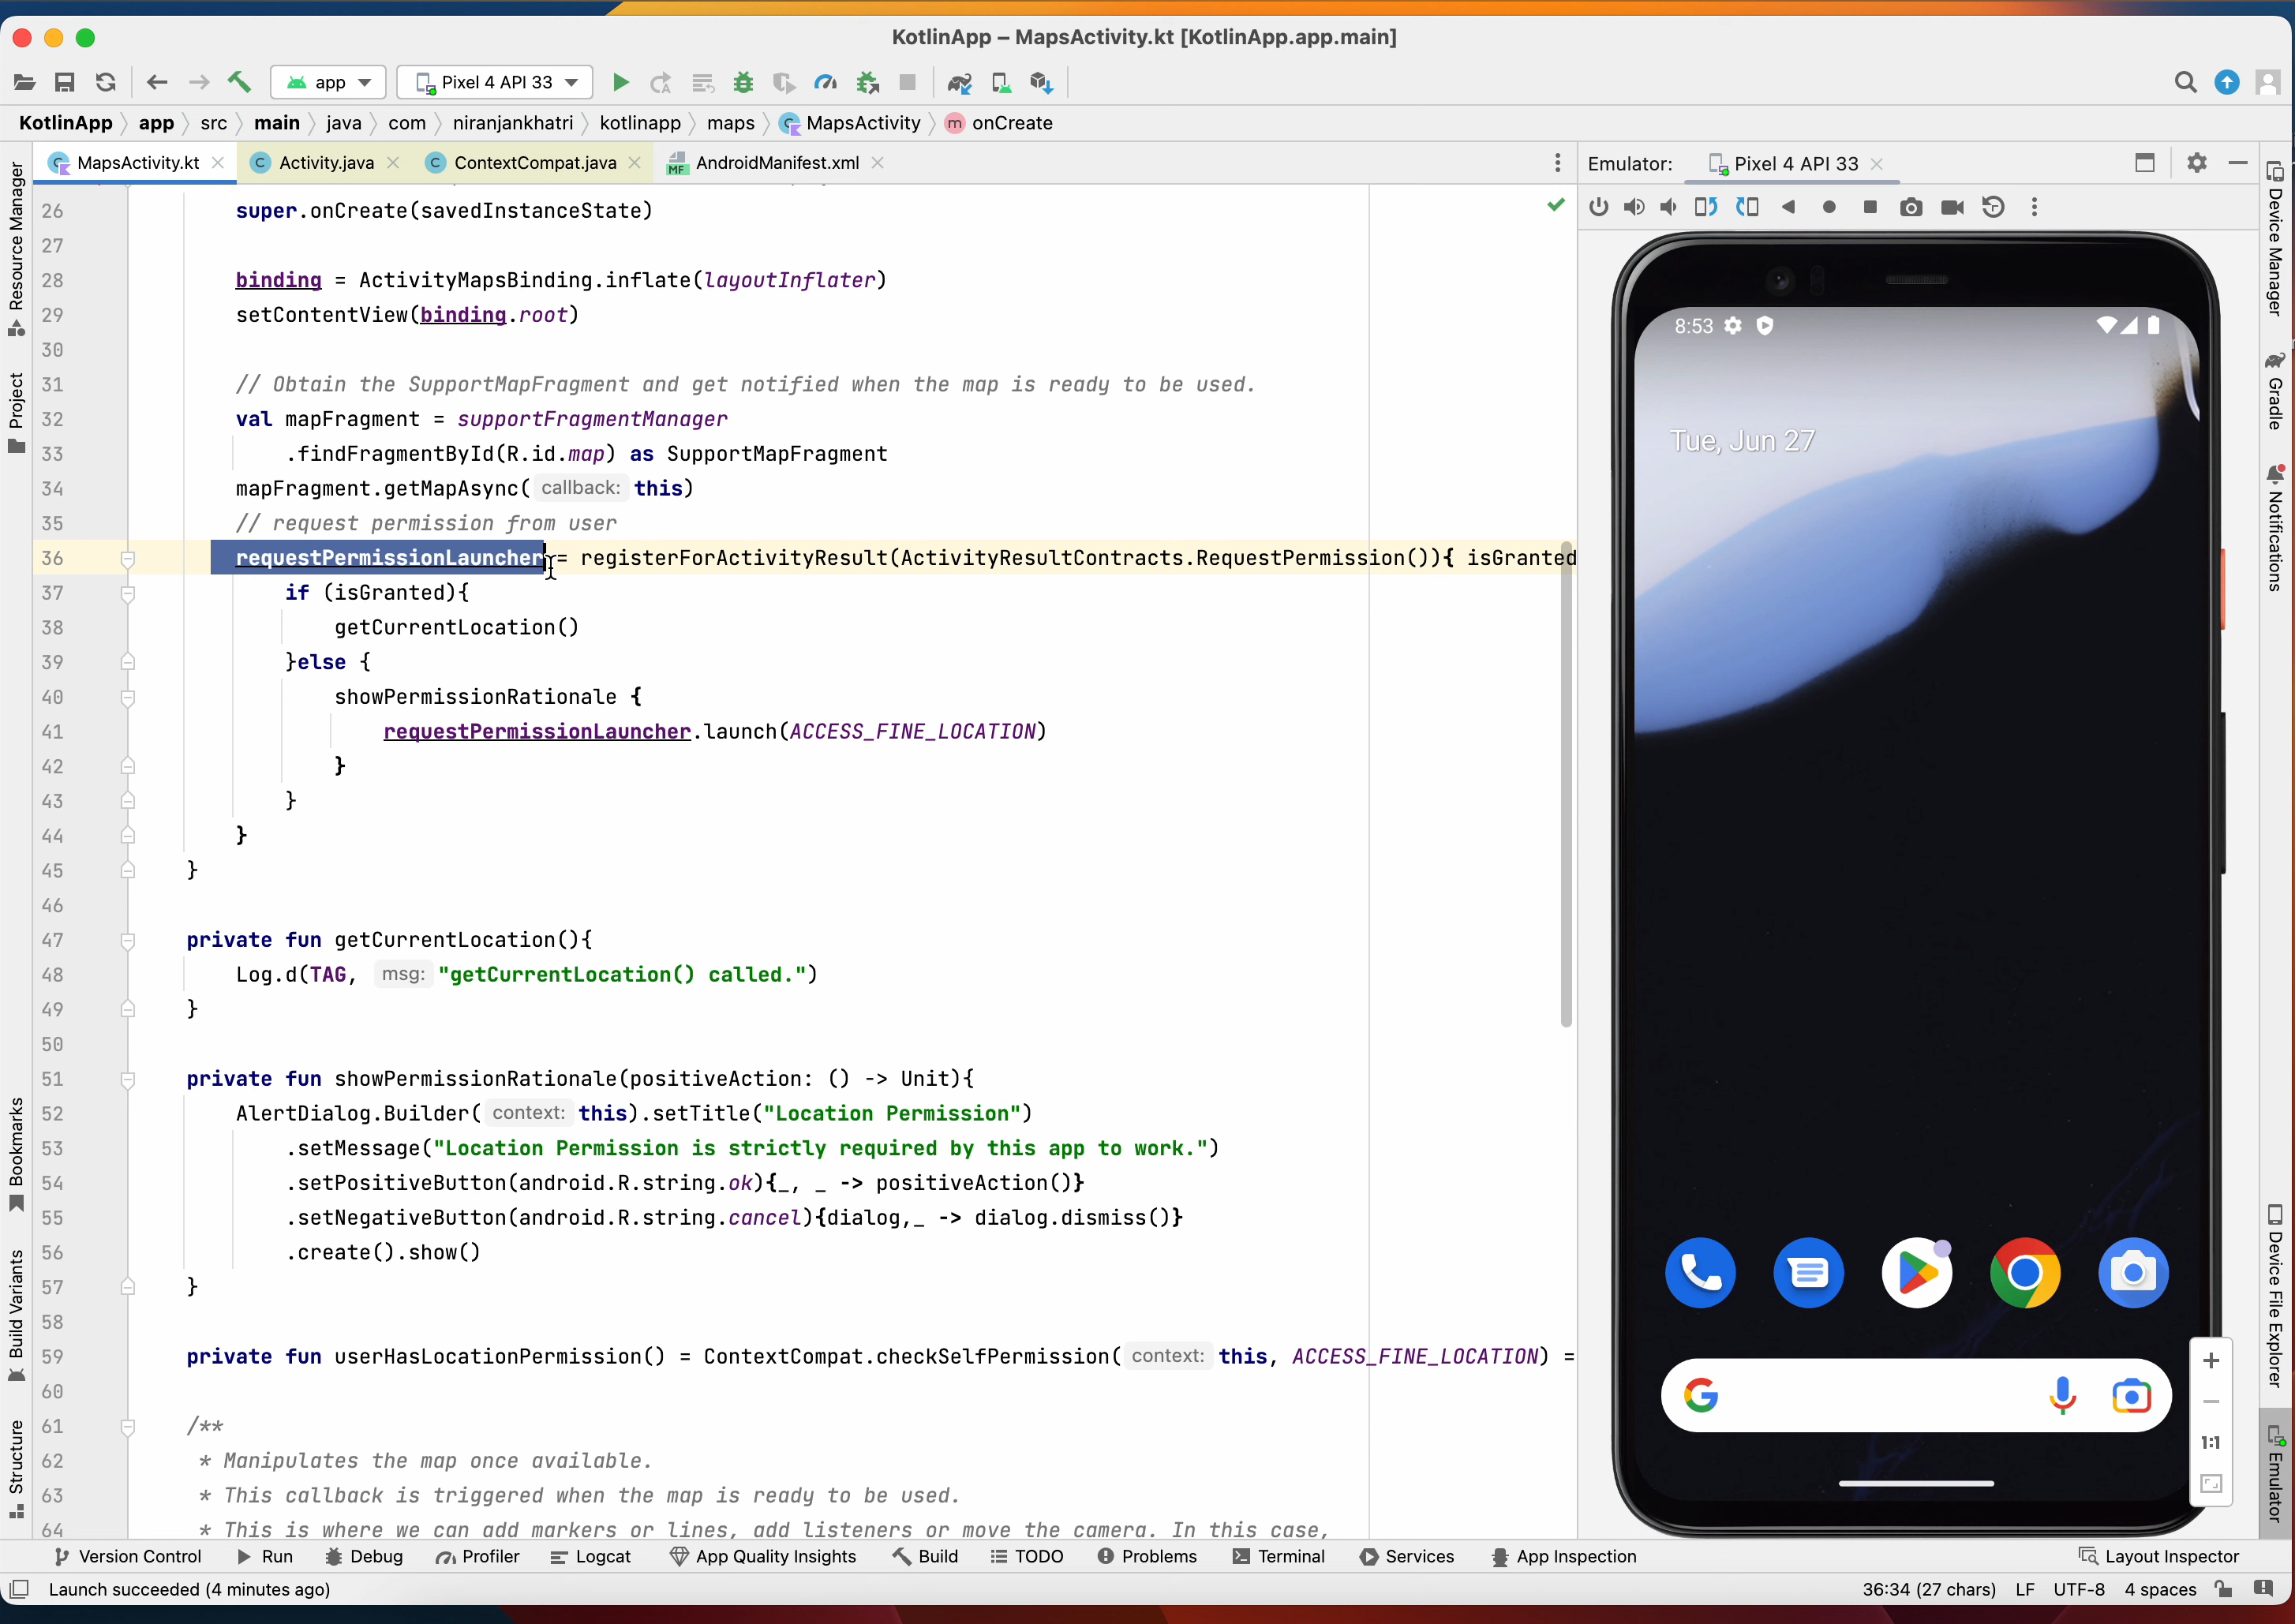 KotlinApp – MapsActivity.kt [KotlinApp.app.main]
app
Pixel 4 API 33
KotlinApp app src main java com niranjankhatri kotlinapp maps MapsActivity m onCreate
MapsActivity.kt
Activity.java
ContextCompat.java
AndroidManifest.xml
Emulator: Pixel 4 API 33
Resource Manager
Project
Bookmarks
Build Variants
Structure
26 super.onCreate(savedInstanceState)
27
28 binding = ActivityMapsBinding.inflate(layoutInflater)
29 setContentView(binding.root)
30
31 // Obtain the SupportMapFragment and get notified when the map is ready to be used.
32 val mapFragment = supportFragmentManager
33 .findFragmentById(R.id.map) as SupportMapFragment
34 mapFragment.getMapAsync( callback: this)
35 // request permission from user
36 requestPermissionLauncher = registerForActivityResult(ActivityResultContracts.RequestPermission()){ isGranted
37 if (isGranted){
38 getCurrentLocation()
39 }else {
40 showPermissionRationale {
41 requestPermissionLauncher.launch(ACCESS_FINE_LOCATION)
42 }
43 }
44 }
45 }
46
47 private fun getCurrentLocation(){
48 Log.d(TAG, msg: "getCurrentLocation() called.")
49 }
50
51 private fun showPermissionRationale(positiveAction: () -> Unit){
52 AlertDialog.Builder( context: this).setTitle("Location Permission")
53 .setMessage("Location Permission is strictly required by this app to work.")
54 .setPositiveButton(android.R.string.ok){_, _ -> positiveAction()}
55 .setNegativeButton(android.R.string.cancel){dialog,_ -> dialog.dismiss()}
56 .create().show()
57 }
58
59 private fun userHasLocationPermission() = ContextCompat.checkSelfPermission( context: this, ACCESS_FINE_LOCATION) =
60
61 /**
62 * Manipulates the map once available.
63 * This callback is triggered when the map is ready to be used.
64 * This is where we can add markers or lines, add listeners or move the camera. In this case,
8:53
Tue, Jun 27
1:1
Device Manager
Gradle
Notifications
Device File Explorer
Emulator
Version Control Run Debug Profiler Logcat App Quality Insights Build TODO Problems Terminal Services App Inspection Layout Inspector
Launch succeeded (4 minutes ago) 36:34 (27 chars) LF UTF-8 4 spaces